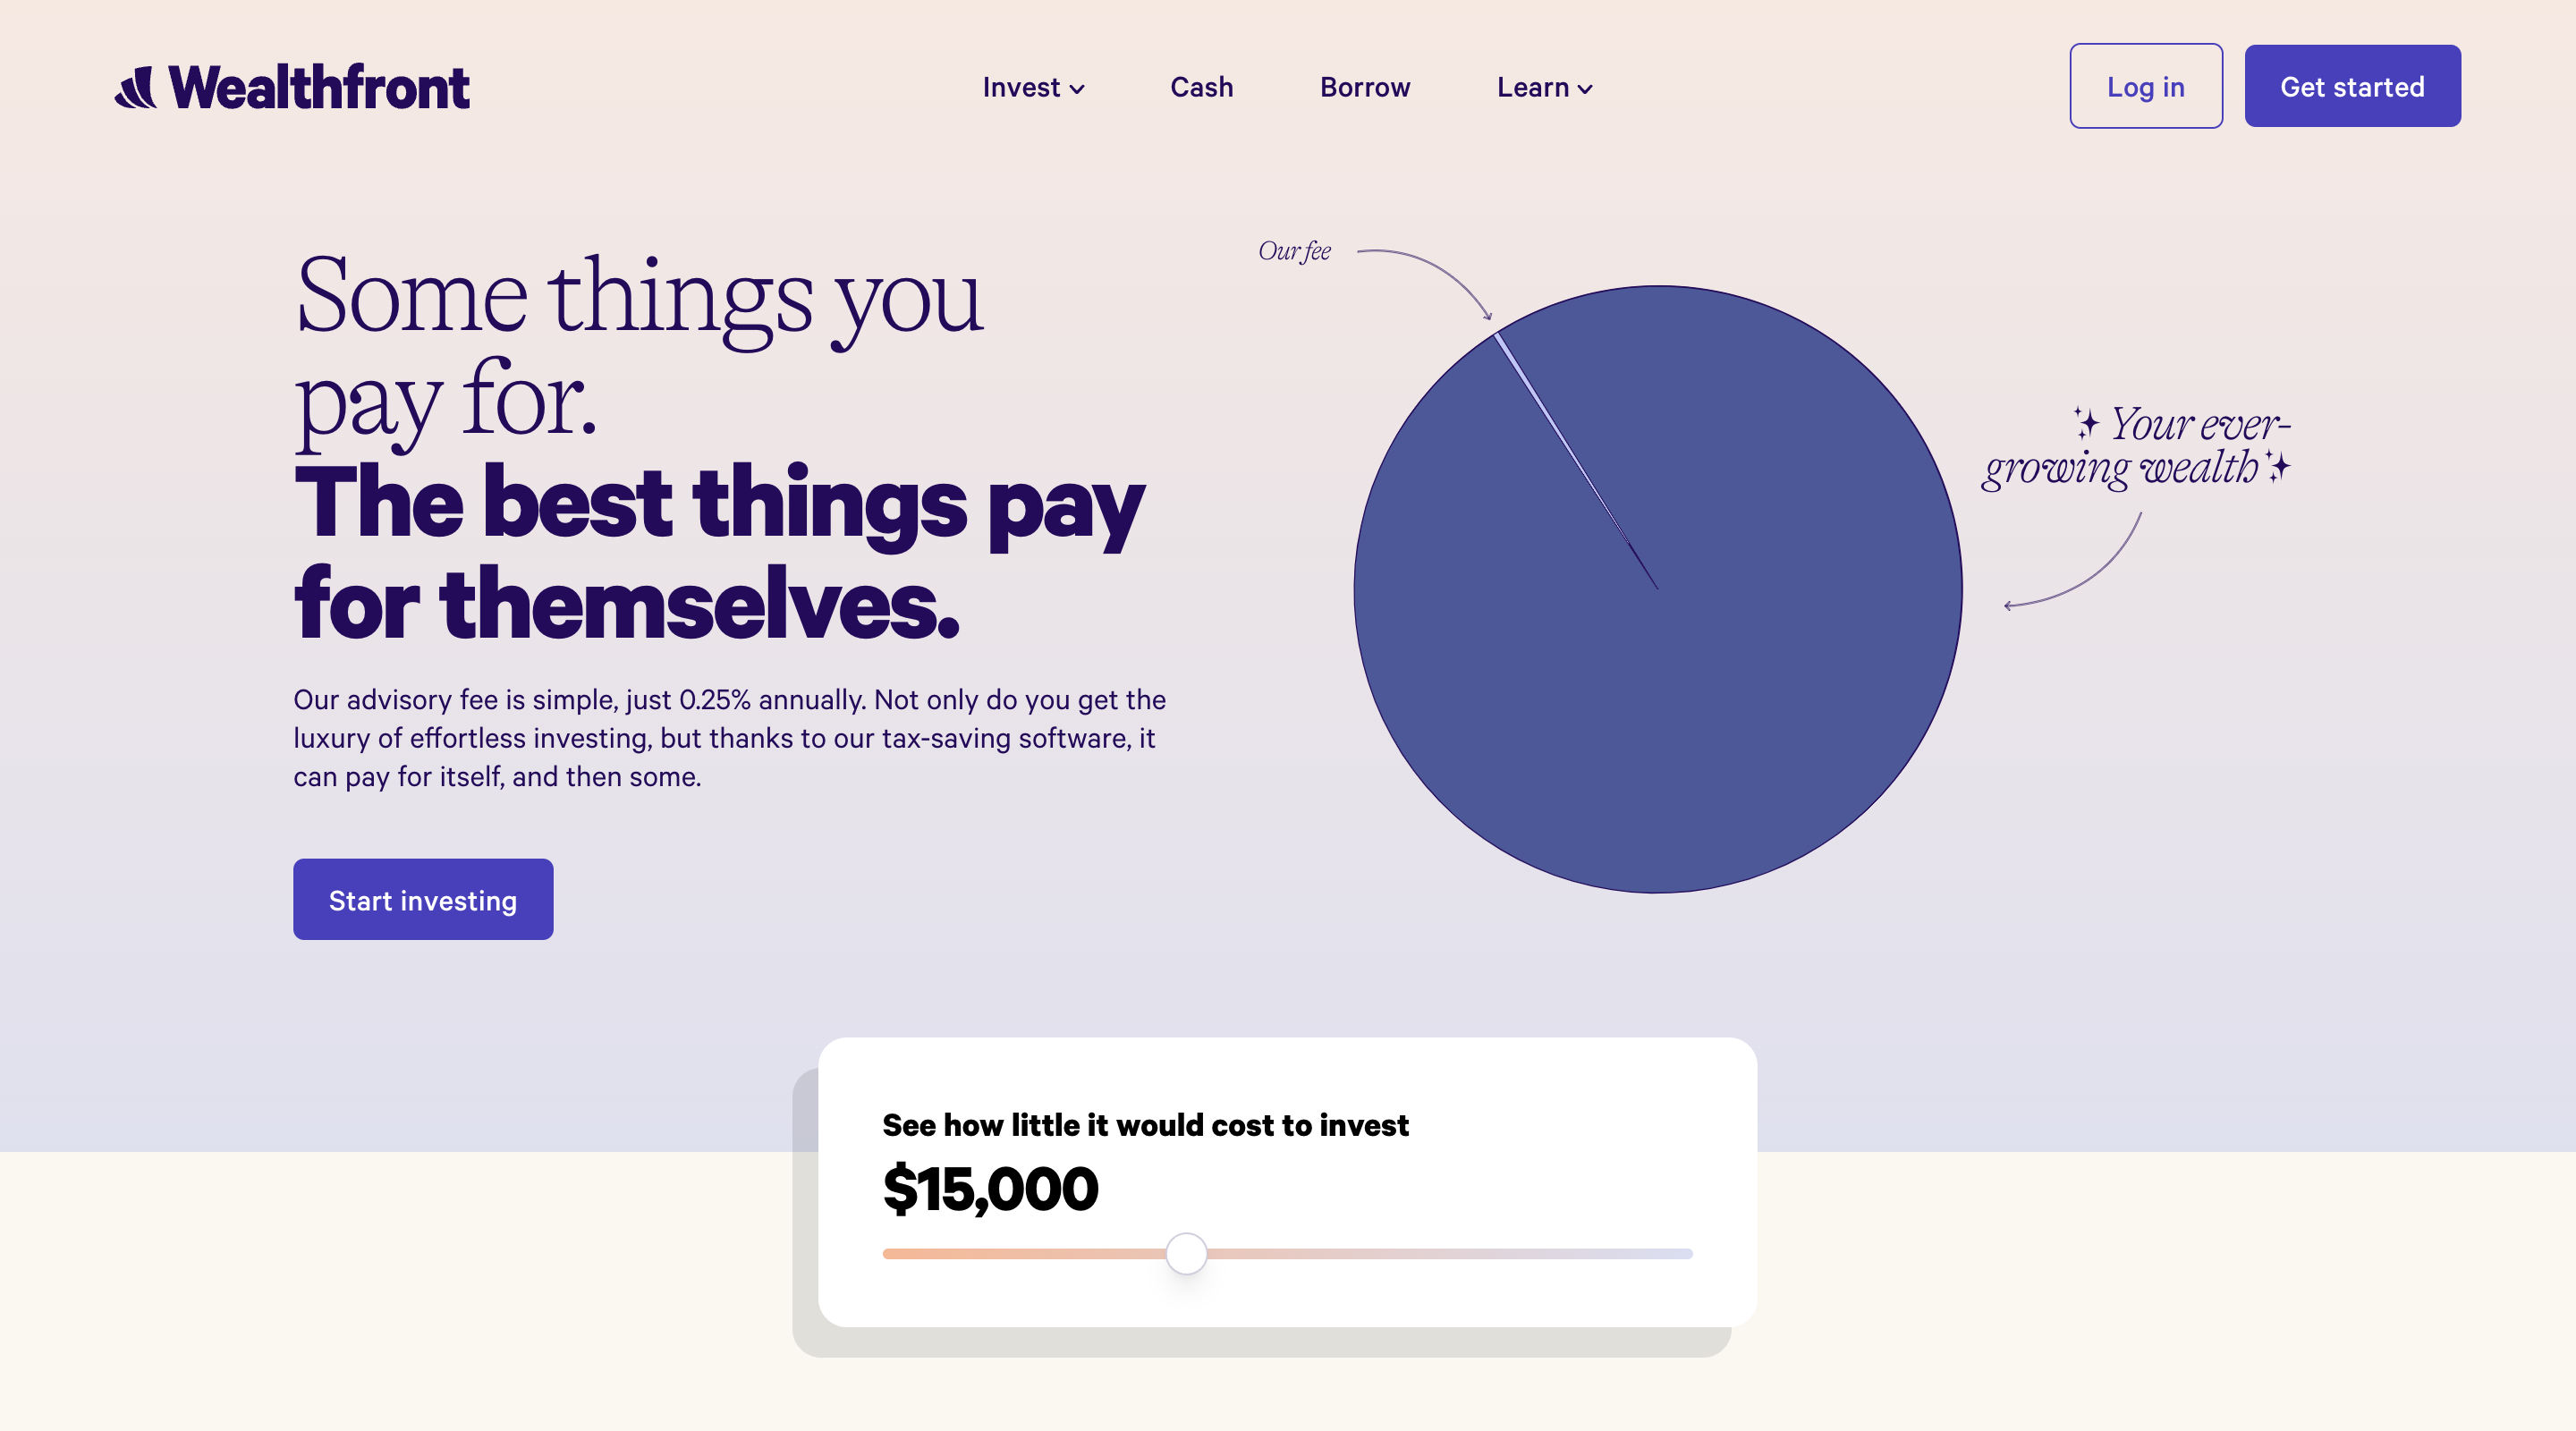 Wealthfront
Invest
Cash
Borrow
Learn
Log in
Get started
Some things you
pay for.
The best things pay
for themselves.
Our advisory fee is simple, just 0.25% annually. Not only do you get the
luxury of effortless investing, but thanks to our tax-saving software, it
can pay for itself, and then some.
Start investing
Our fee
Your ever-
growing wealth
See how little it would cost to invest
$15,000